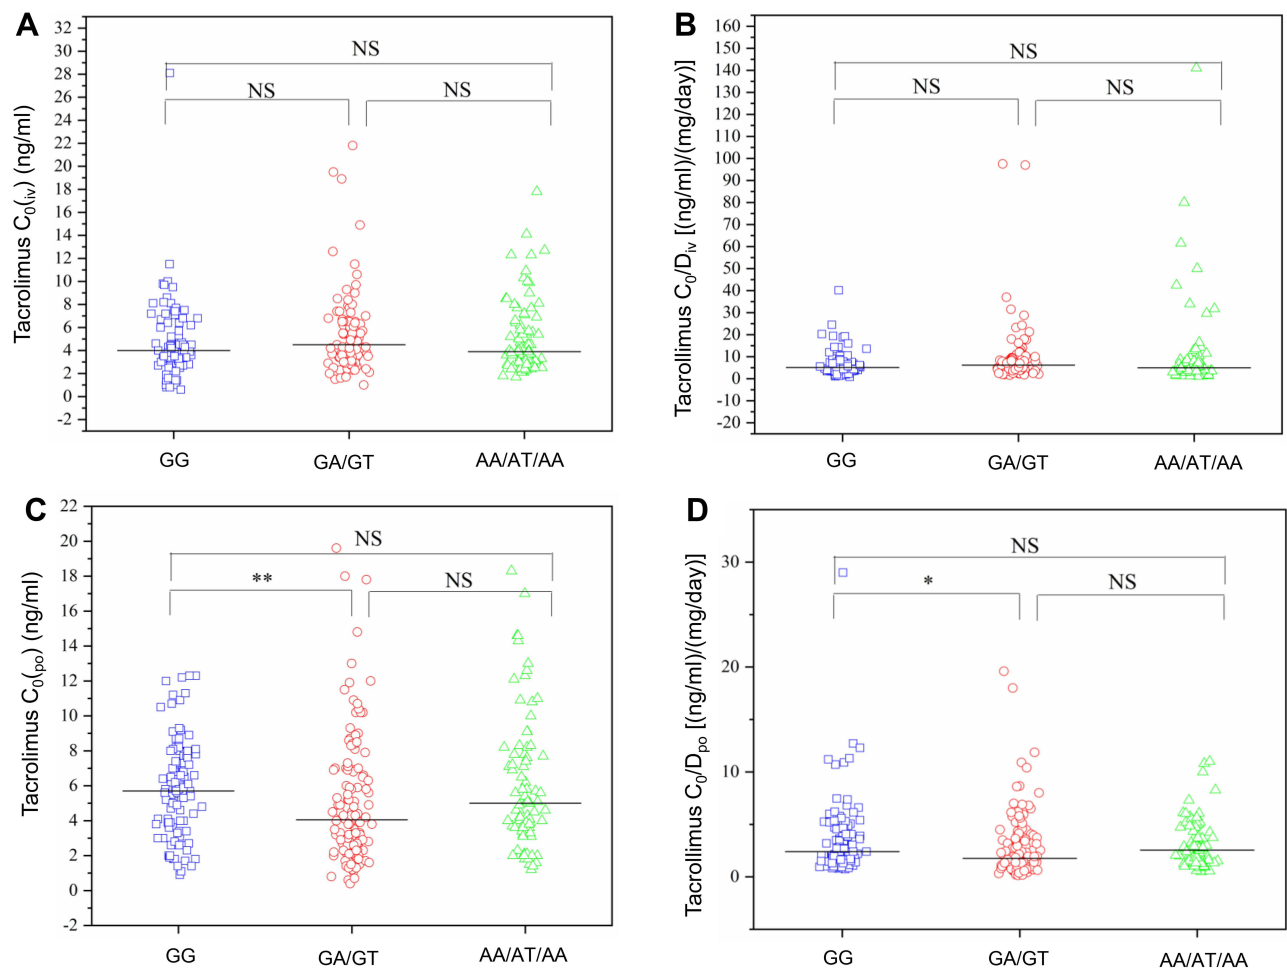 A
Tacrolimus C0(iv) (ng/ml)
32
30
28
26
24
22
20
18
16
14
12
10
8
6
4
2
0
-2
NS
NS
NS
GG
GA/GT
AA/AT/AA
B
Tacrollimus C0/Div [(ng/ml)/(mg/day)]
160
150
140
130
120
110
100
90
80
70
60
50
40
30
20
10
0
-10
-20
NS
NS
NS
GG
GA/GT
AA/AT/AA
C
Tacrolimus C0(po) (ng/ml)
22
20
18
16
14
12
10
8
6
4
2
0
-2
NS
**
NS
GG
GA/GT
AA/AT/AA
D
Tacrollimus C0/Dpo [(ng/ml)/(mg/day)]
30
20
10
0
NS
*
NS
GG
GA/GT
AA/AT/AA